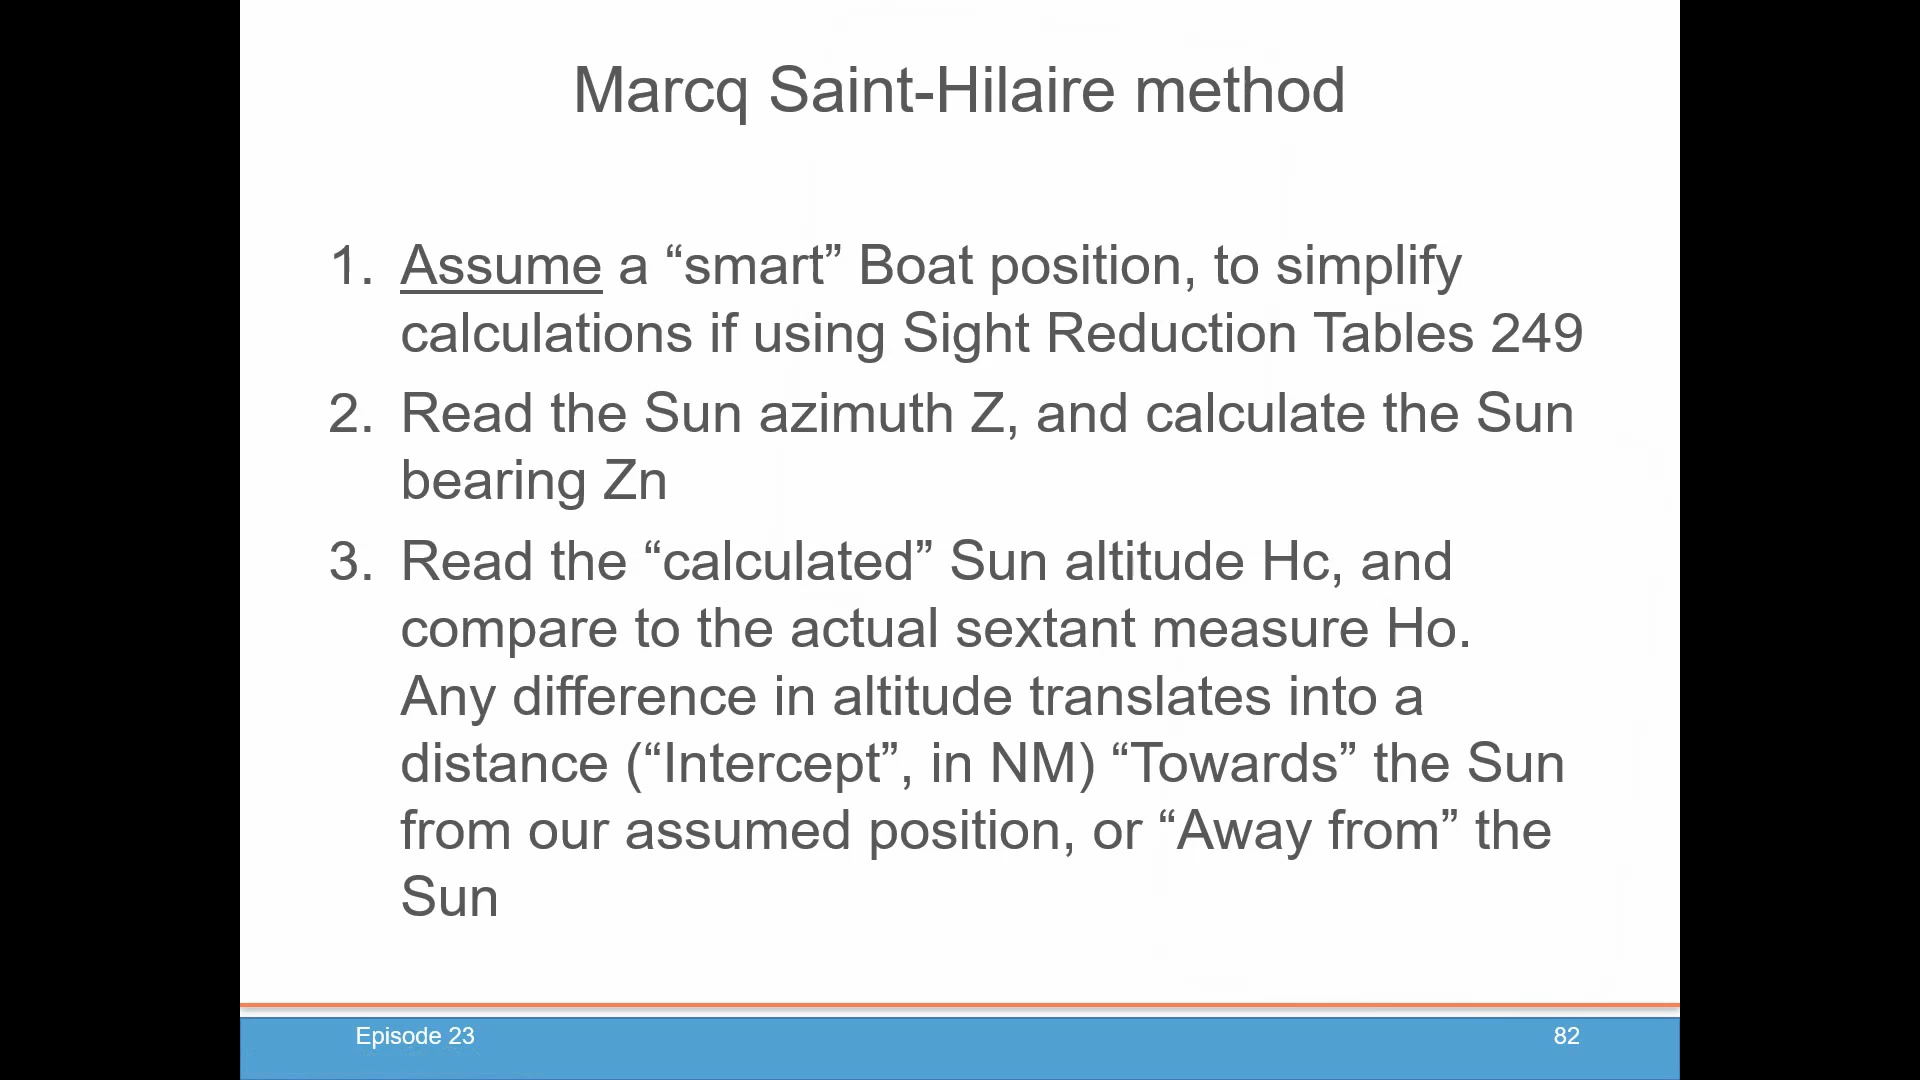 Marcq Saint-Hilaire method
1. Assume a “smart” Boat position, to simplify
calculations if using Sight Reduction Tables 249
2. Read the Sun azimuth Z, and calculate the Sun
bearing Zn
3. Read the “calculated” Sun altitude Hc, and
compare to the actual sextant measure Ho.
Any difference in altitude translates into a
distance (“Intercept”, in NM) “Towards” the Sun
from our assumed position, or “Away from” the
Sun
Episode 23
82